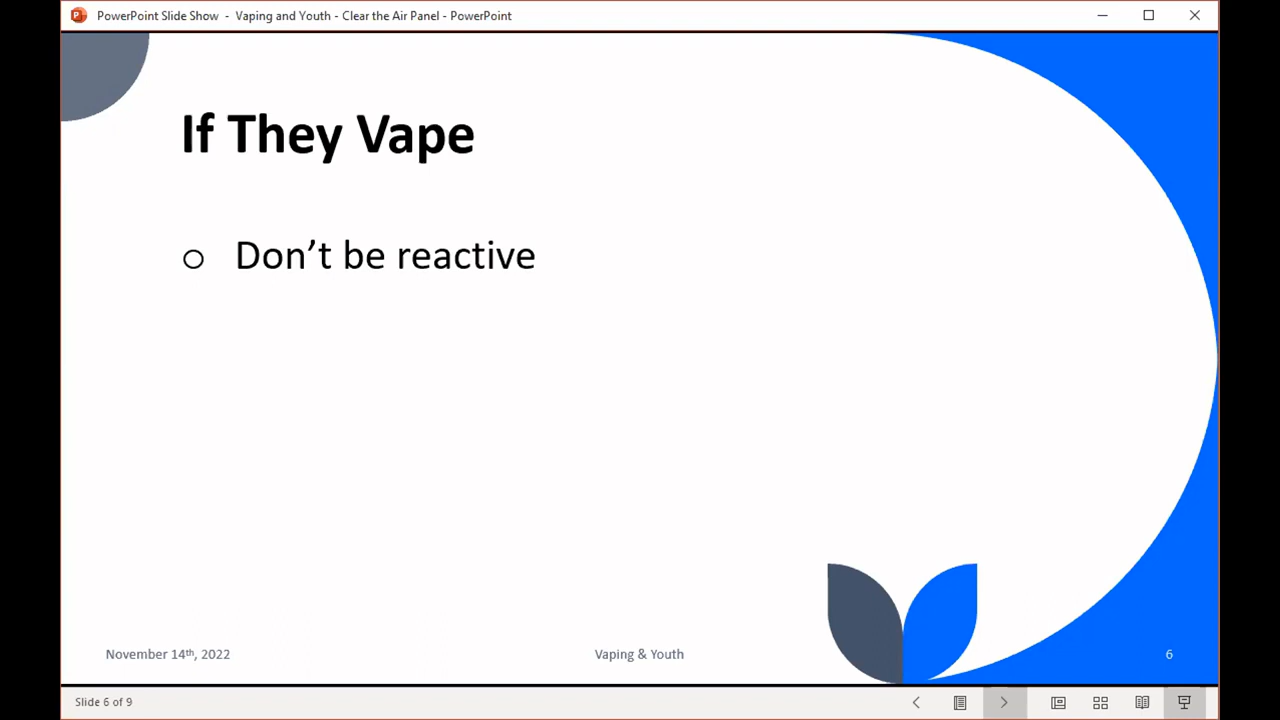 PowerPoint Slide Show - Vaping and Youth - Clear the Air Panel - PowerPoint
If They Vape
o Don’t be reactive
November 14th, 2022
Vaping & Youth
6
Slide 6 of 9